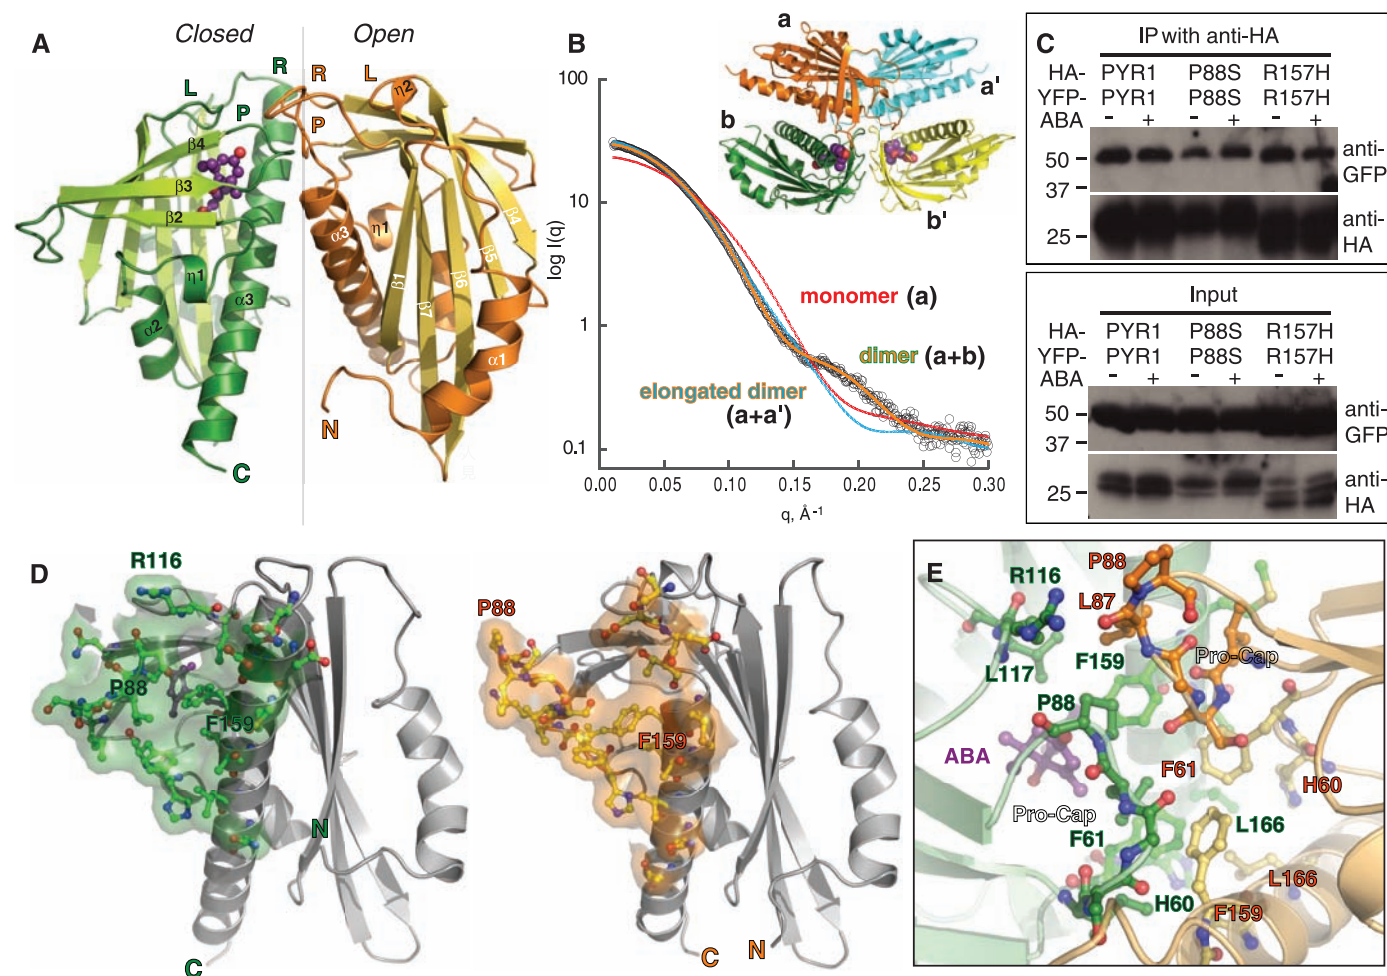 A
Closed
Open
R
L
P
β4
β3
β2
η1
α2
α3
C
R
L
P
η2
α3
η1
β1
β7
β6
β5
β4
α1
N
B
log I(q)
100
10
1
0.1
0.00
0.05
0.10
0.15
0.20
0.25
0.30
q, Å-1
a
a'
b
b'
monomer (a)
dimer (a+b)
elongated dimer
(a+a')
C
IP with anti-HA
HA- PYR1 P88S R157H
YFP- PYR1 P88S R157H
ABA - + - + - +
50
37
anti-
GFP
25
anti-
HA
Input
HA- PYR1 P88S R157H
YFP- PYR1 P88S R157H
ABA - + - + - +
50
37
anti-
GFP
25
anti-
HA
D
R116
P88
F159
N
C
P88
F159
C
N
E
P88
R116
L87
F159
Pro-Cap
L117
P88
ABA
F61
H60
Pro-Cap
F61
L166
L166
H60
F159